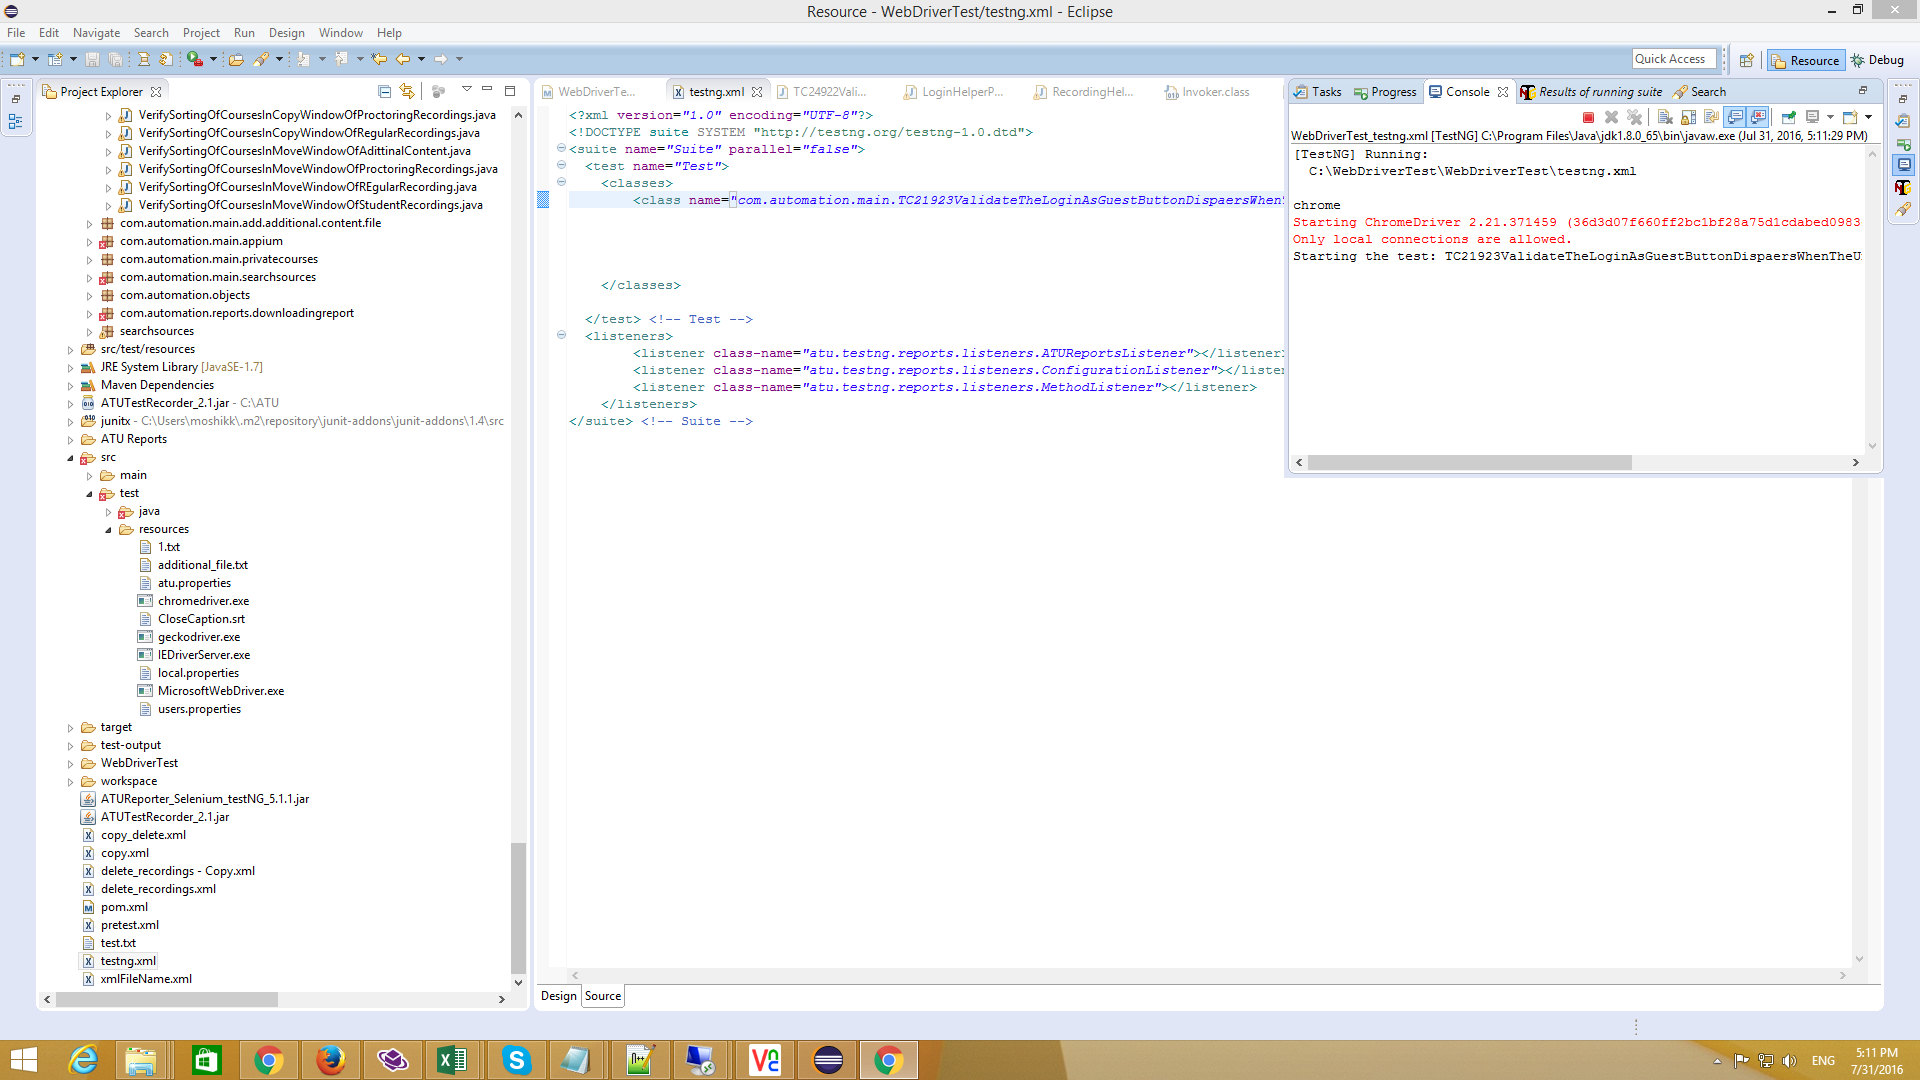 Resource - WebDriverTest/testng.xml - Eclipse
File Edit Navigate Search Project Run Design Window Help
Quick Access
Resource
Debug
Project Explorer
VerifySortingOfCoursesInCopyWindowOfProctoringRecordings.java
VerifySortingOfCoursesInCopyWindowOfRegularRecordings.java
VerifySortingOfCoursesInMoveWindowOfAdittinalContent.java
VerifySortingOfCoursesInMoveWindowOfProctoringRecordings.java
VerifySortingOfCoursesInMoveWindowOfREgularRecording.java
VerifySortingOfCoursesInMoveWindowOfStudentRecordings.java
com.automation.main.add.additional.content.file
com.automation.main.appium
com.automation.main.privatecourses
com.automation.main.searchsources
com.automation.objects
com.automation.reports.downloadingreport
searchsources
src/test/resources
JRE System Library [JavaSE-1.7]
Maven Dependencies
ATUTestRecorder_2.1.jar - C:\ATU
junitx - C:\Users\moshikk\.m2\repository\junit-addons\junit-addons\1.4\src
ATU Reports
src
main
test
java
resources
1.txt
additional_file.txt
atu.properties
chromedriver.exe
CloseCaption.srt
geckodriver.exe
IEDriverServer.exe
local.properties
MicrosoftWebDriver.exe
users.properties
target
test-output
WebDriverTest
workspace
ATUReporter_Selenium_testNG_5.1.1.jar
ATUTestRecorder_2.1.jar
copy_delete.xml
copy.xml
delete_recordings - Copy.xml
delete_recordings.xml
pom.xml
pretest.xml
test.txt
testng.xml
xmlFileName.xml
WebDriverTe... testng.xml TC24922Vali... LoginHelperP... RecordingHel... Invoker.class
<?xml version="1.0" encoding="UTF-8"?>
<!DOCTYPE suite SYSTEM "http://testng.org/testng-1.0.dtd">
<suite name="Suite" parallel="false">
<test name="Test">
<classes>
<class name="com.automation.main.TC21923ValidateTheLoginAsGuestButtonDispaersWhen
</classes>
</test> <!-- Test -->
<listeners>
<listener class-name="atu.testng.reports.listeners.ATUReportsListener"></listener>
<listener class-name="atu.testng.reports.listeners.ConfigurationListener"></listen
<listener class-name="atu.testng.reports.listeners.MethodListener"></listener>
</listeners>
</suite> <!-- Suite -->
Design Source
Tasks Progress Console Results of running suite Search
WebDriverTest_testng.xml [TestNG] C:\Program Files\Java\jdk1.8.0_65\bin\javaw.exe (Jul 31, 2016, 5:11:29 PM)
[TestNG] Running:
C:\WebDriverTest\WebDriverTest\testng.xml
chrome
Starting ChromeDriver 2.21.371459 (36d3d07f660ff2bc1bf28a75d1cdabed0983
Only local connections are allowed.
Starting the test: TC21923ValidateTheLoginAsGuestButtonDispaersWhenTheU
ENG
5:11 PM
7/31/2016